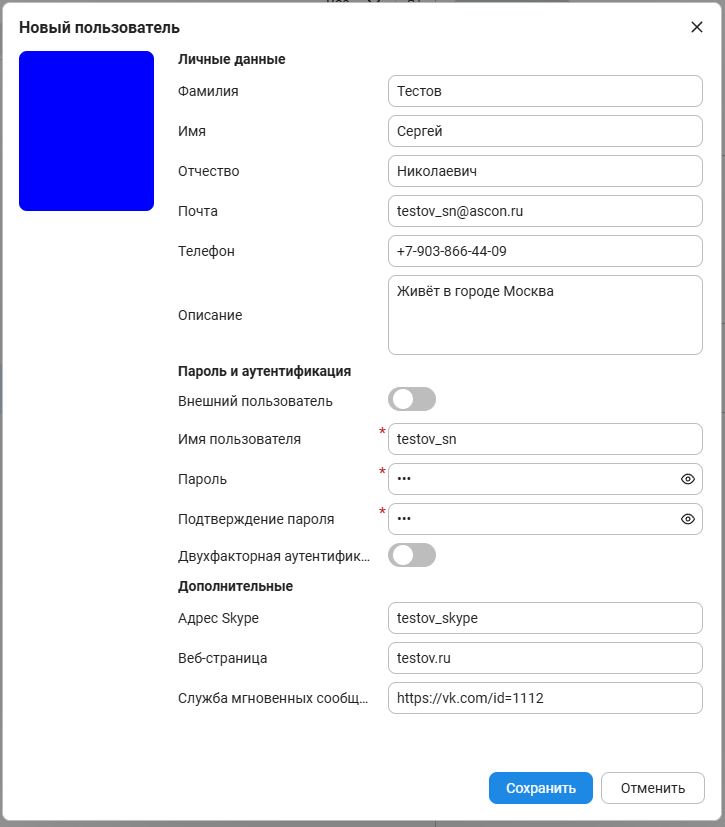 Новый пользователь
Личные данные
Фамилия Тестов
Имя Сергей
Отчество Николаевич
Почта testov_sn@ascon.ru
Телефон +7-903-866-44-09
Описание Живёт в городе Москва
Пароль и аутентификация
Внешний пользователь
Имя пользователя * testov_sn
Пароль * •••
Подтверждение пароля * •••
Двухфакторная аутентифик...
Дополнительные
Адрес Skype testov_skype
Веб-страница testov.ru
Служба мгновенных сообщ... https://vk.com/id=1112
Сохранить Отменить